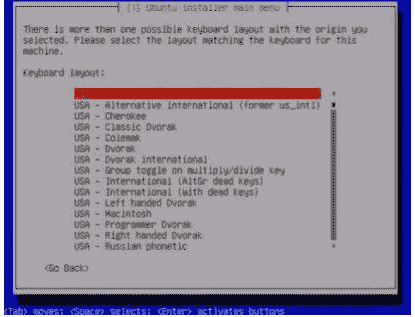 [!] Ubuntu installer main menu
There is more than one possible keyboard layout with the origin you
selected. Please select the layout matching the keyboard for this
machine.
Keyboard layout:
USA - Alternative international (former us_intl)
USA - Cherokee
USA - Classic Dvorak
USA - Colemak
USA - Dvorak
USA - Dvorak international
USA - Group toggle on multiply/divide key
USA - International (AltGr dead keys)
USA - International (with dead keys)
USA - Left handed Dvorak
USA - Macintosh
USA - Programmer Dvorak
USA - Right handed Dvorak
USA - Russian phonetic
<Go Back>
<Tab> moves; <Space> selects; <Enter> activates buttons